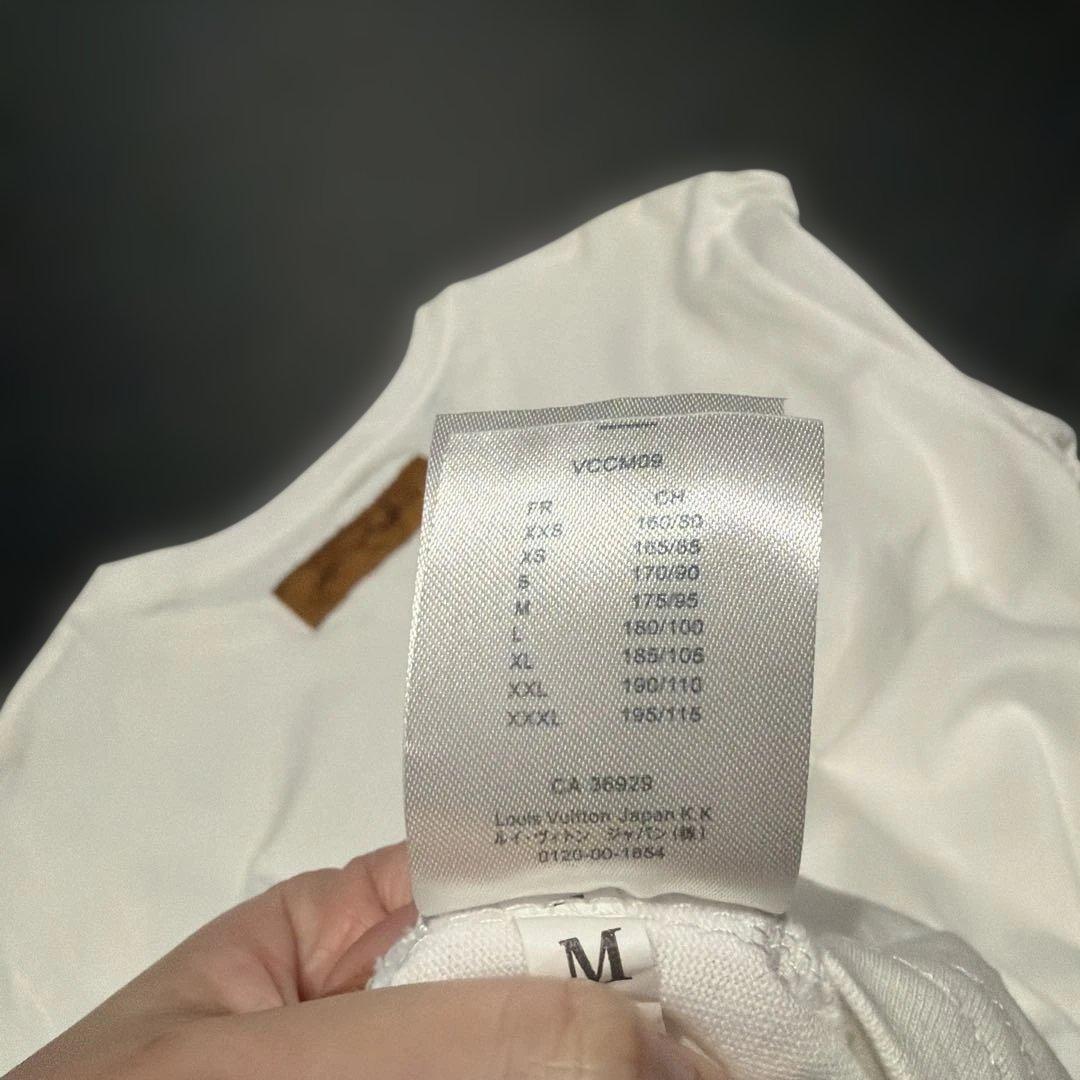 VCCM09
FR CH
XXS 160/80
XS 165/85
S 170/90
M 175/95
L 180/100
XL 185/105
XXL 190/110
XXXL 195/115
CA 36929
Louis Vuitton Japan K.K
ルイ・ヴィトン ジャパン(株)
0120-00-1854
M